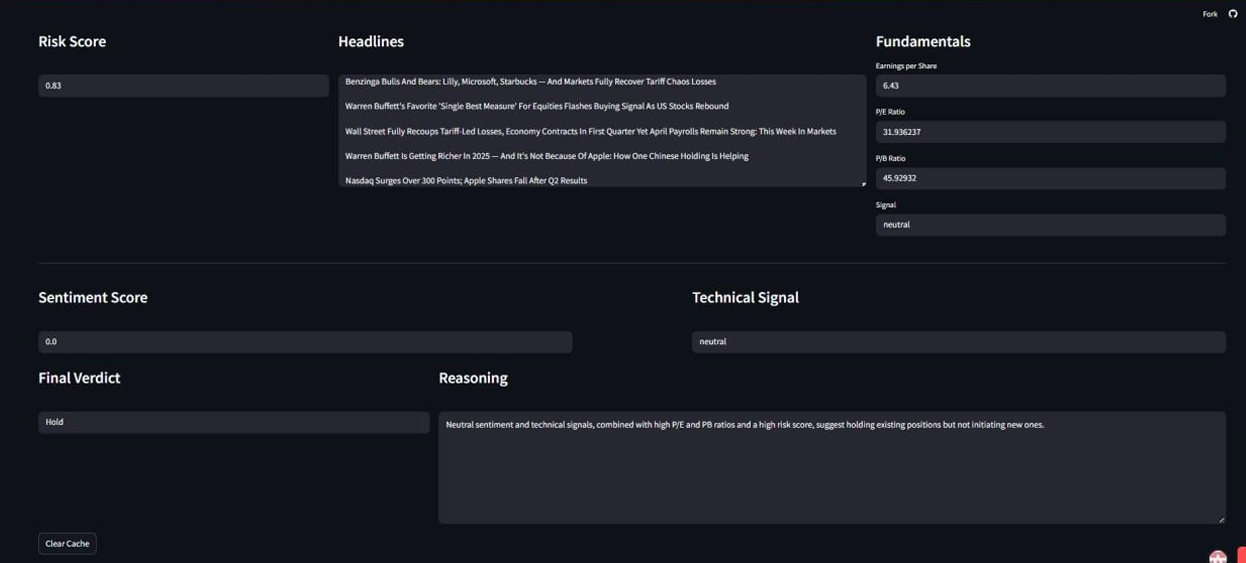 Fork
Risk Score
0.83
Headlines
Benzinga Bulls And Bears: Lilly, Microsoft, Starbucks — And Markets Fully Recover Tariff Chaos Losses
Warren Buffett's Favorite 'Single Best Measure' For Equities Flashes Buying Signal As US Stocks Rebound
Wall Street Fully Recoups Tariff-Led Losses, Economy Contracts In First Quarter Yet April Payrolls Remain Strong: This Week In Markets
Warren Buffett Is Getting Richer In 2025 — And It's Not Because Of Apple: How One Chinese Holding Is Helping
Nasdaq Surges Over 300 Points; Apple Shares Fall After Q2 Results
Fundamentals
Earnings per Share
6.43
P/E Ratio
31.936237
P/B Ratio
45.92932
Signal
neutral
Sentiment Score
0.0
Technical Signal
neutral
Final Verdict
Hold
Reasoning
Neutral sentiment and technical signals, combined with high P/E and PB ratios and a high risk score, suggest holding existing positions but not initiating new ones.
Clear Cache